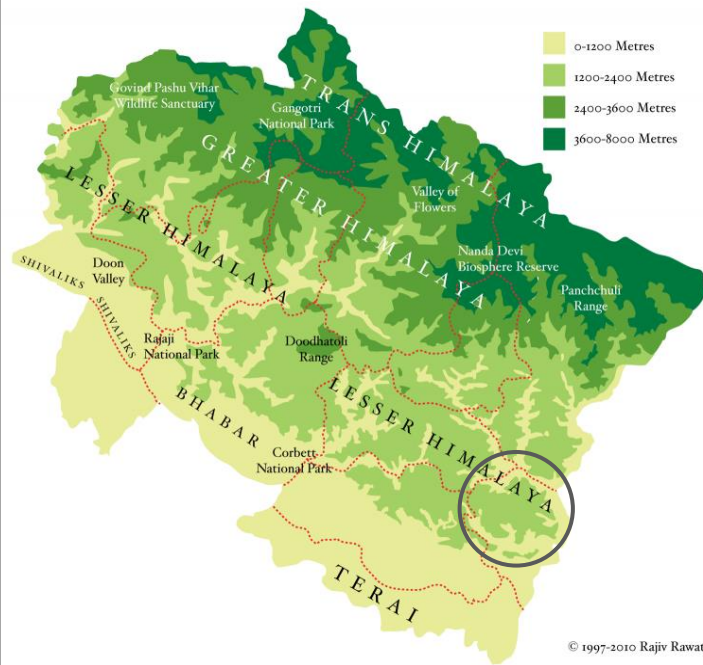 0-1200 Metres
1200-2400 Metres
2400-3600 Metres
3600-8000 Metres
Govind Pashu Vihar
Wildlife Sanctuary
Gangotri
National Park
TRANS HIMALAYA
GREATER HIMALAYA
Valley of
Flowers
LESSER HIMALAYA
Nanda Devi
Biosphere Reserve
Panchchuli
Range
Doon
Valley
SHIVALIKS
SHIVALIKS
Rajaji
National Park
Doodhatoli
Range
BHABAR
LESSER HIMALAYA
Corbett
National Park
TERAI
© 1997-2010 Rajiv Rawat